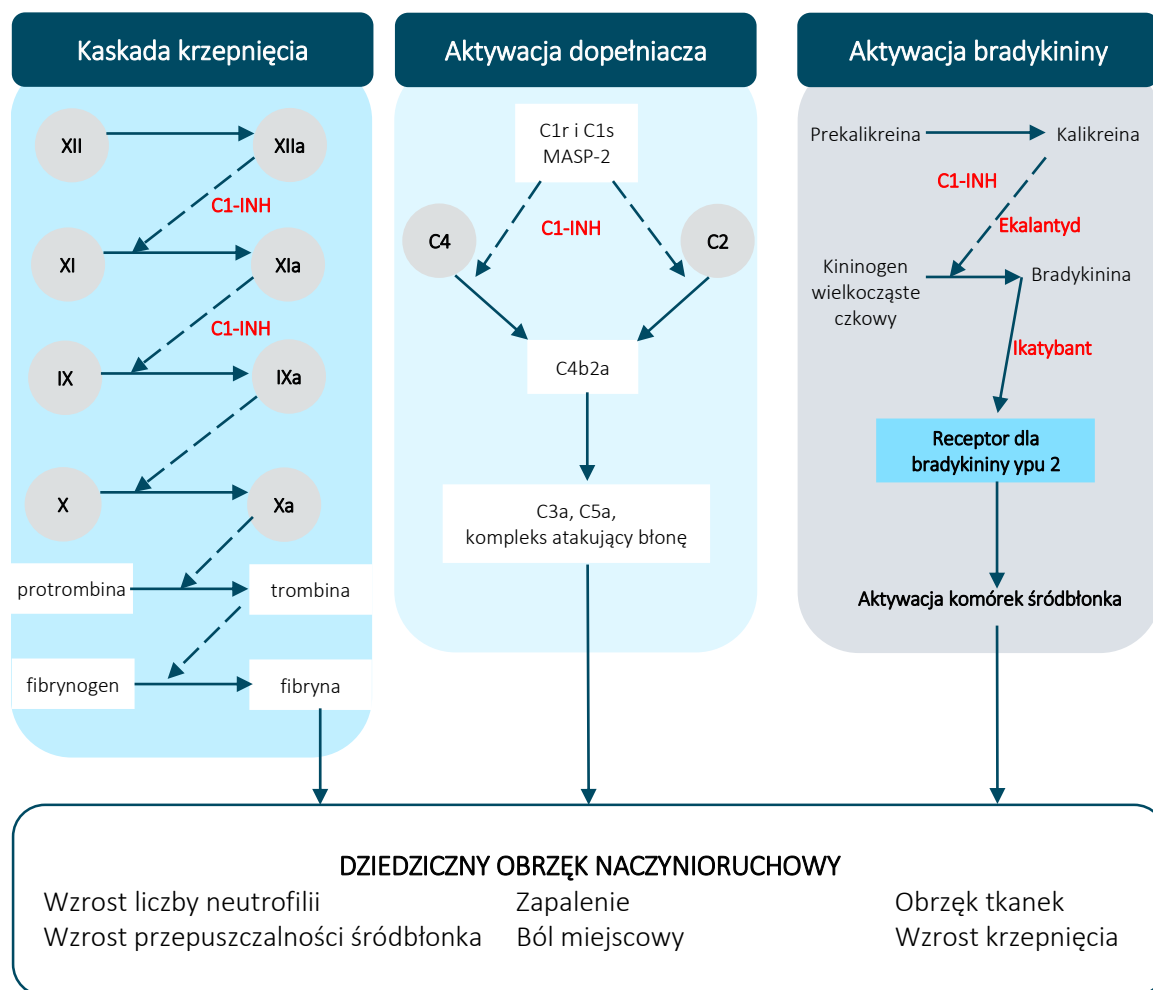 Kaskada krzepnięcia
XII
XIIa
C1-INH
XI
XIa
C1-INH
IX
IXa
X
Xa
protrombina
trombina
fibrynogen
fibryna
Aktywacja dopełniacza
C1r i C1s
MASP-2
C1-INH
C4
C2
C4b2a
C3a, C5a,
kompleks atakujący błonę
Aktywacja bradykininy
Prekalikreina
Kalikreina
C1-INH
Ekalantyd
Kininogen
wielkocząste
czkowy
Bradykinina
Ikatybant
Receptor dla
bradykininy ypu 2
Aktywacja komórek śródbłonka
DZIEDZICZNY OBRZĘK NACZYNIORUCHOWY
Wzrost liczby neutrofilii
Wzrost przepuszczalności śródbłonka
Zapalenie
Ból miejscowy
Obrzęk tkanek
Wzrost krzepnięcia